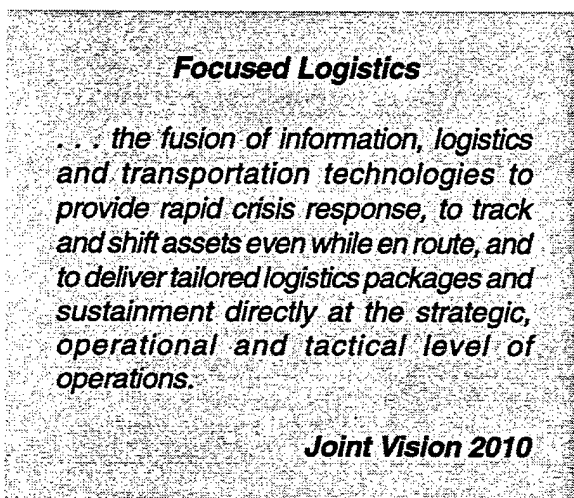 Focused Logistics
. . . the fusion of information, logistics
and transportation technologies to
provide rapid crisis response, to track
and shift assets even while en route, and
to deliver tailored logistics packages and
sustainment directly at the strategic,
operational and tactical level of
operations.
Joint Vision 2010